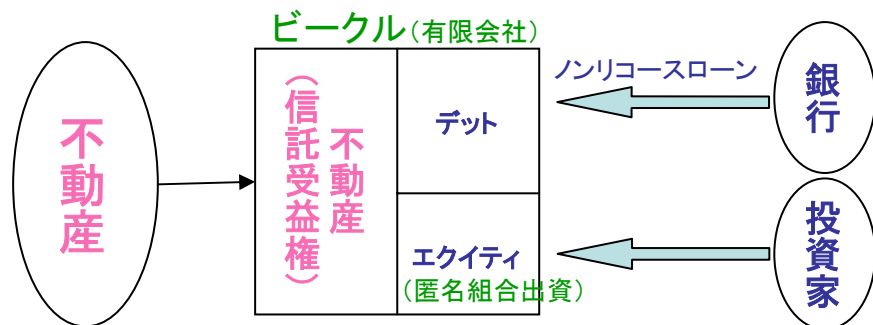 ビークル(有限会社)
不動産
不動産
(信託受益権)
デット
エクイティ
(匿名組合出資)
ノンリコースローン
銀行
投資家